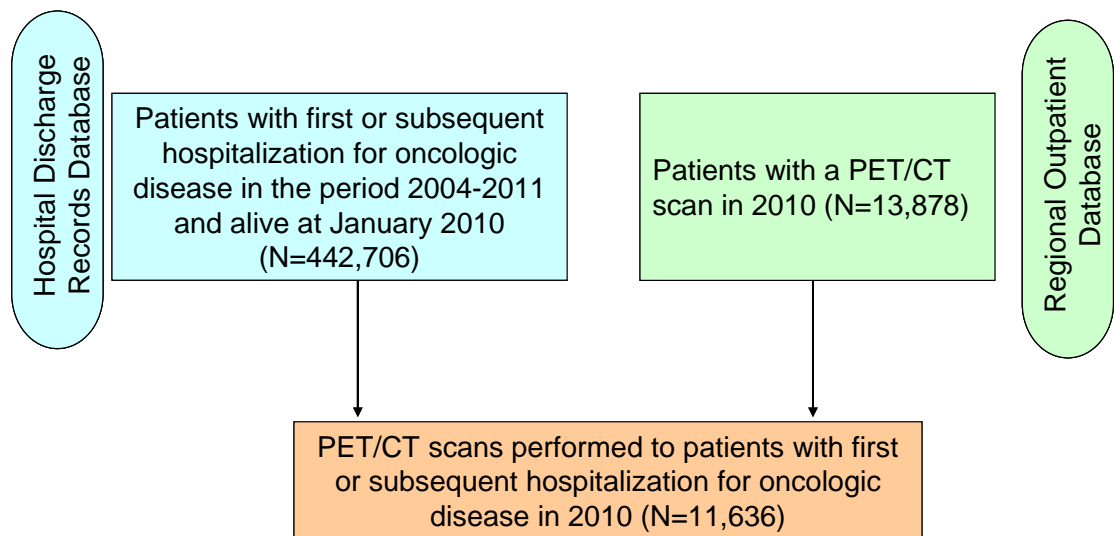 Hospital Discharge
Records Database
Patients with first or subsequent
hospitalization for oncologic
disease in the period 2004-2011
and alive at January 2010
(N=442,706)
Patients with a PET/CT
scan in 2010 (N=13,878)
Regional Outpatient
Database
PET/CT scans performed to patients with first
or subsequent hospitalization for oncologic
disease in 2010 (N=11,636)